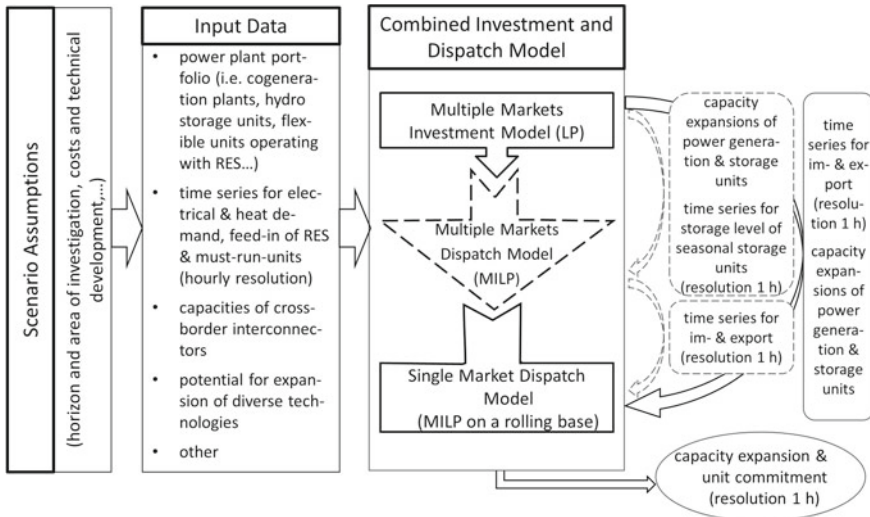 Scenario Assumptions
(horizon and area of investigation, costs and technical
development,...)
Input Data
• power plant port-
folio (i.e. cogenera-
tion plants, hydro
storage units, flex-
ible units operating
with RES...)
• time series for elec-
trical & heat de-
mand, feed-in of RES
& must-run-units
(hourly resolution)
• capacities of cross-
border interconnec-
tors
• potential for expan-
sion of diverse tech-
nologies
• other
Combined Investment and
Dispatch Model
Multiple Markets
Investment Model (LP)
Multiple Markets
Dispatch Model
(MILP)
Single Market Dispatch
Model
(MILP on a rolling base)
capacity
expansions of
power genera-
tion & storage
units
time series for
storage level of
seasonal storage
units
(resolution 1 h)
time series for
im- & export
(resolution 1 h)
time
series for
im- & ex-
port
(resolu-
tion 1 h)
capacity
expan-
sions of
power
genera-
tion &
storage
units
capacity expansion &
unit commitment
(resolution 1 h)